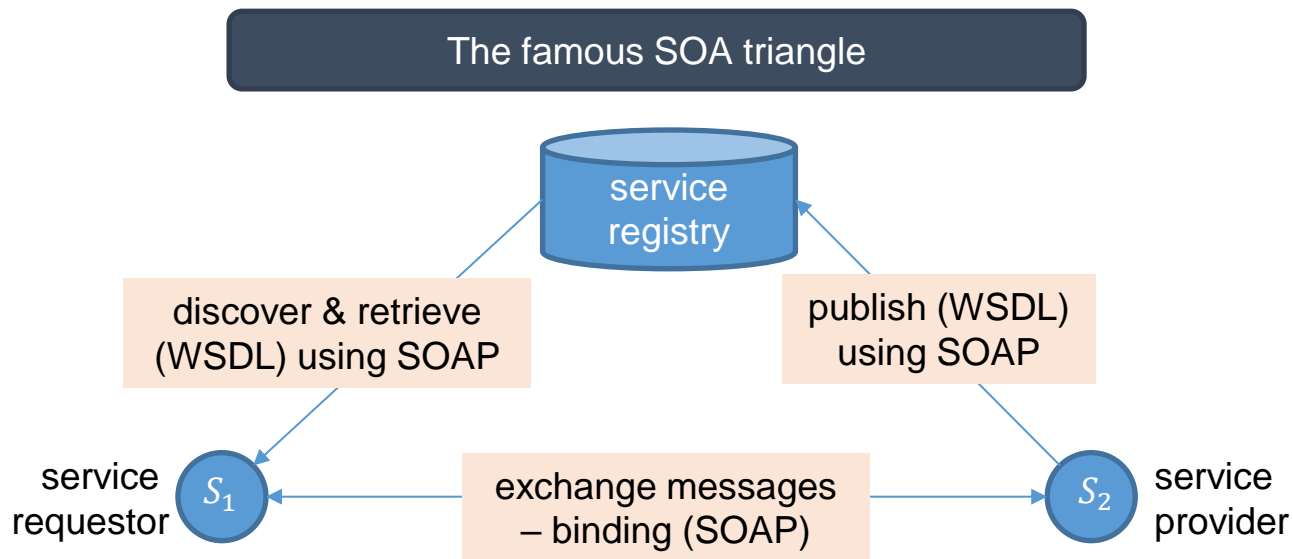 The famous SOA triangle
service
registry
discover & retrieve
(WSDL) using SOAP
publish (WSDL)
using SOAP
service
requestor
S₁
exchange messages
– binding (SOAP)
S₂
service
provider